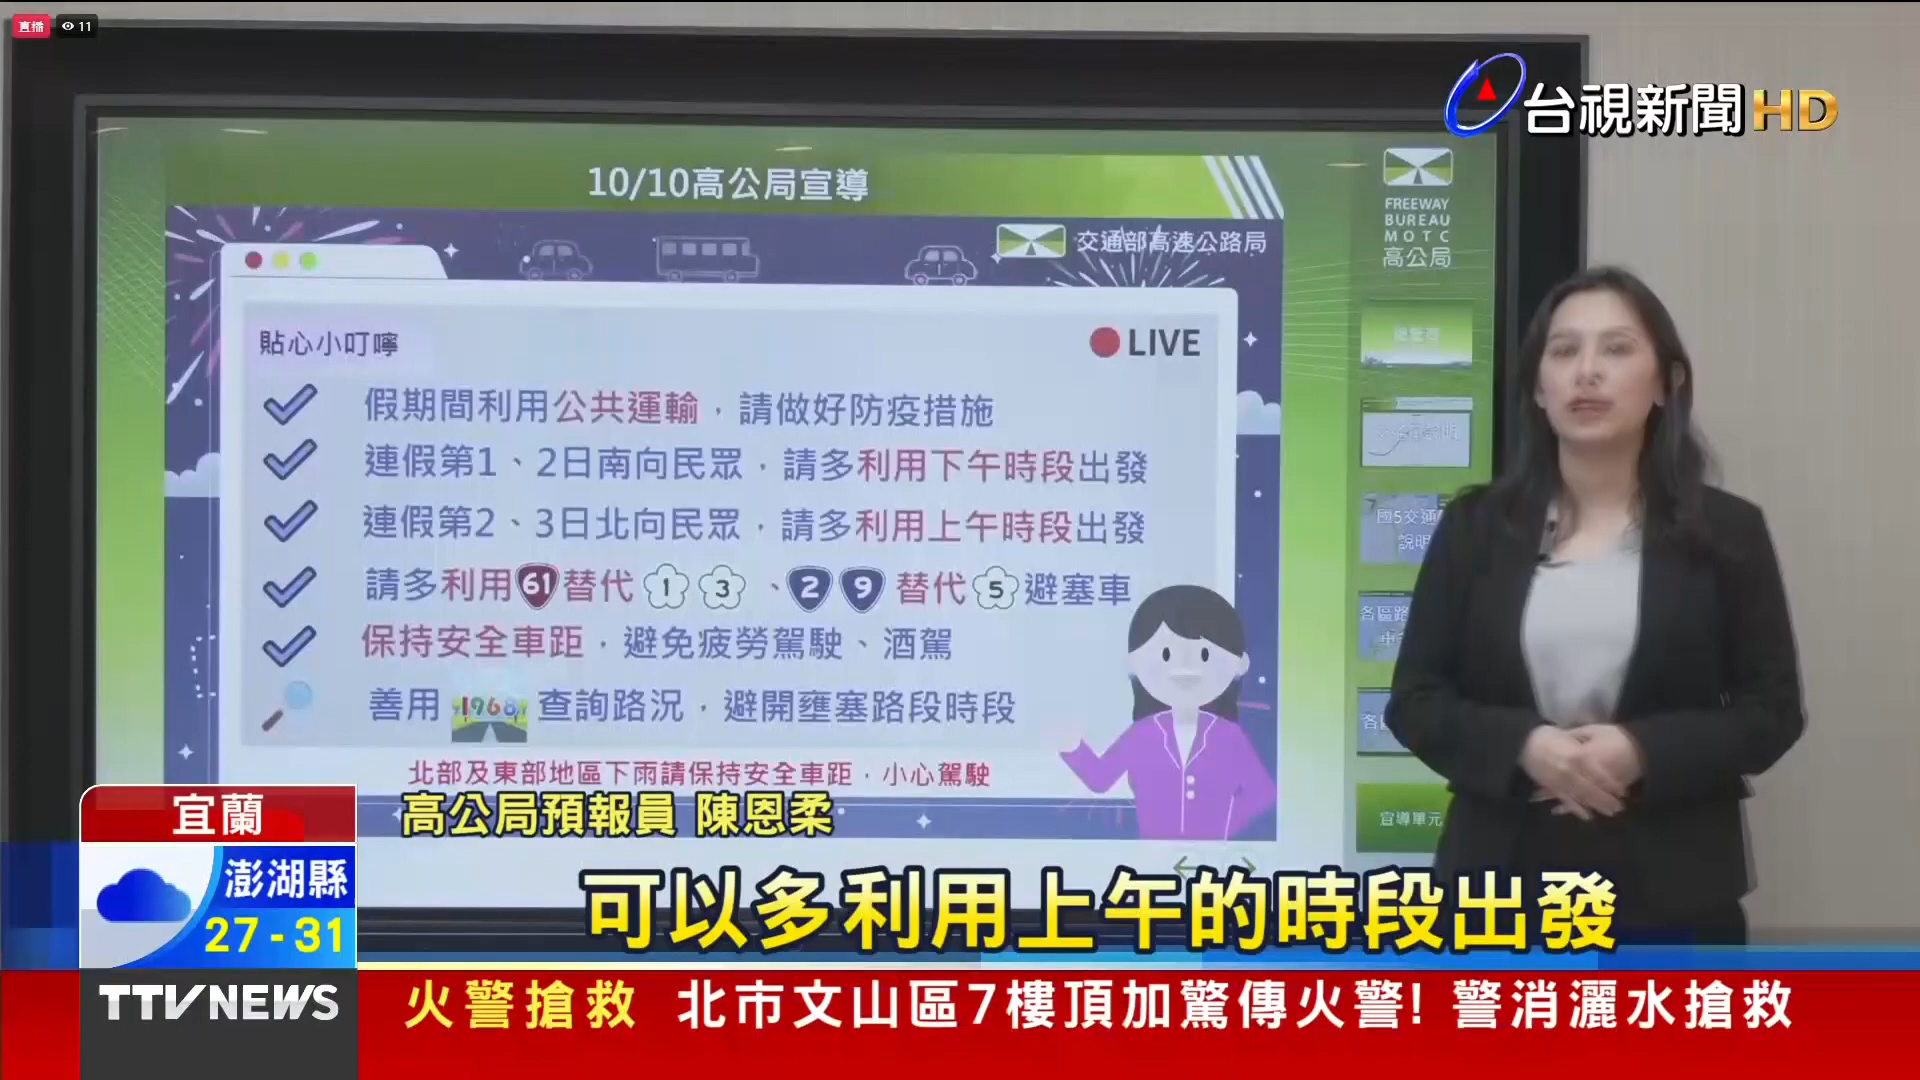 直播 11
台視新聞HD
10/10高公局宣導
FREEWAY
BUREAU
MOTC
高公局
交通部高速公路局
貼心小叮嚀
LIVE
假期間利用公共運輸，請做好防疫措施
連假第1、2日南向民眾，請多利用下午時段出發
連假第2、3日北向民眾，請多利用上午時段出發
請多利用61替代1 3、2 9替代5避塞車
保持安全車距，避免疲勞駕駛、酒駕
善用1968查詢路況，避開壅塞路段時段
北部及東部地區下雨請保持安全車距，小心駕駛
國5交通
說明
各區路
宣導單元
宜蘭
高公局預報員 陳恩柔
澎湖縣
27-31
可以多利用上午的時段出發
TTV NEWS
火警搶救 北市文山區7樓頂加驚傳火警! 警消灑水搶救